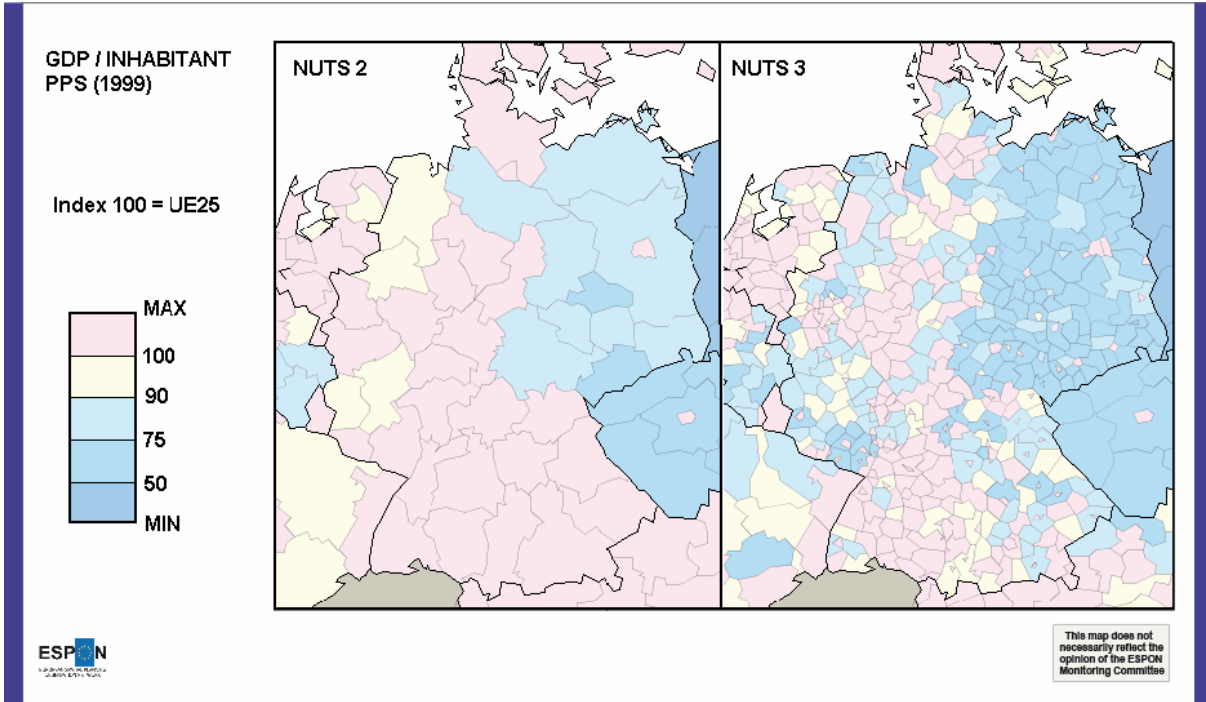 GDP / INHABITANT
PPS (1999)
Index 100 = UE25
MAX
100
90
75
50
MIN
NUTS 2
NUTS 3
ESPON
This map does not
necessarily reflect the
opinion of the ESPON
Monitoring Committee